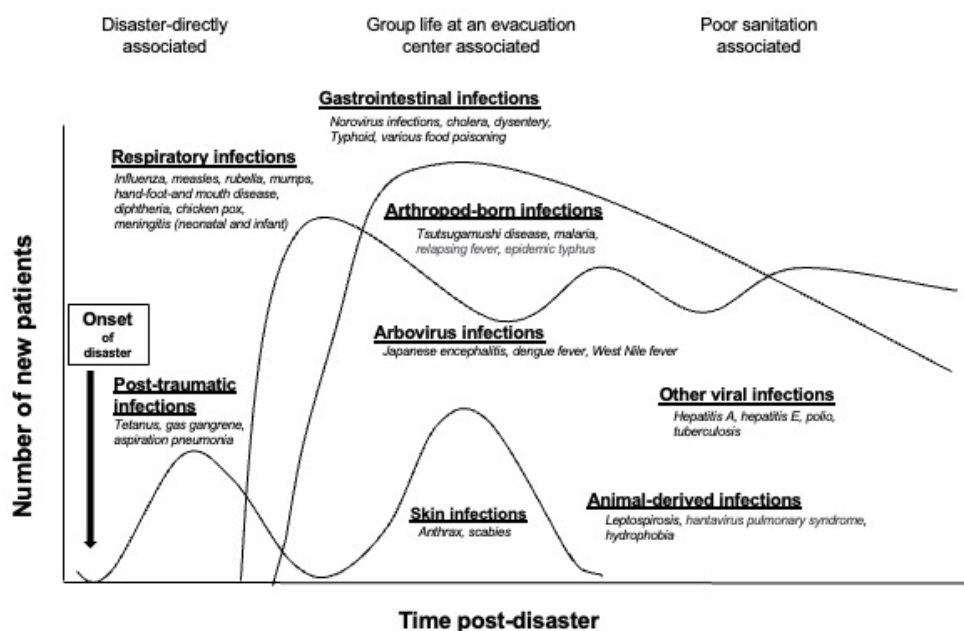 Disaster-directly
associated
Group life at an evacuation
center associated
Poor sanitation
associated
Gastrointestinal infections
Norovirus infections, cholera, dysentery,
Typhoid, various food poisoning
Respiratory infections
Influenza, measles, rubella, mumps,
hand-foot-and mouth disease,
diphtheria, chicken pox,
meningitis (neonatal and infant)
Arthropod-born infections
Tsutsugamushi disease, malaria,
relapsing fever, epidemic typhus
Onset
of
disaster
Arbovirus infections
Japanese encephalitis, dengue fever, West Nile fever
Post-traumatic
infections
Tetanus, gas gangrene,
aspiration pneumonia
Other viral infections
Hepatitis A, hepatitis E, polio,
tuberculosis
Skin infections
Anthrax, scabies
Animal-derived infections
Leptospirosis, hantavirus pulmonary syndrome,
hydrophobia
Number of new patients
Time post-disaster